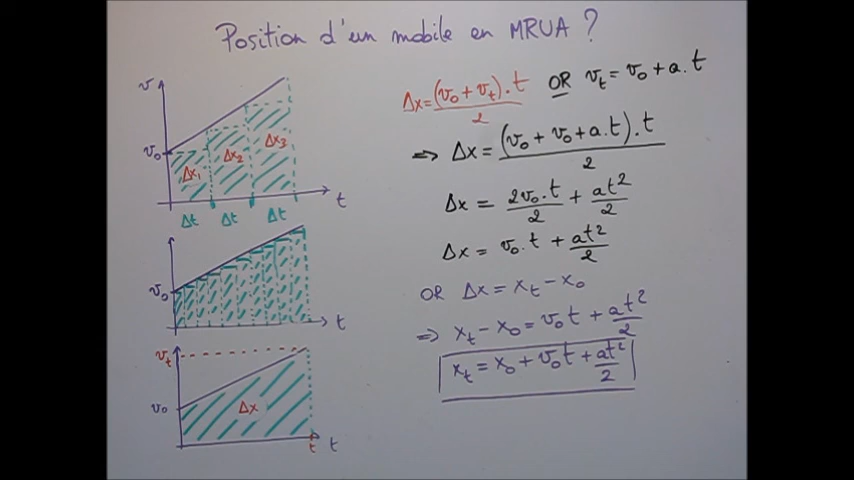 Position d'un mobile en MRUA ?
v
v₀
Δx₁ Δx₂ Δx₃
t
Δt Δt Δt
v₀
t
vₜ
v₀
Δx
t t
Δx = (v₀ + vₜ).t / 2 OR vₜ = v₀ + a.t
=> Δx = (v₀ + v₀ + a.t).t / 2
Δx = 2v₀.t / 2 + at² / 2
Δx = v₀.t + at² / 2
OR Δx = xₜ - x₀
=> xₜ - x₀ = v₀t + at² / 2
xₜ = x₀ + v₀t + at² / 2